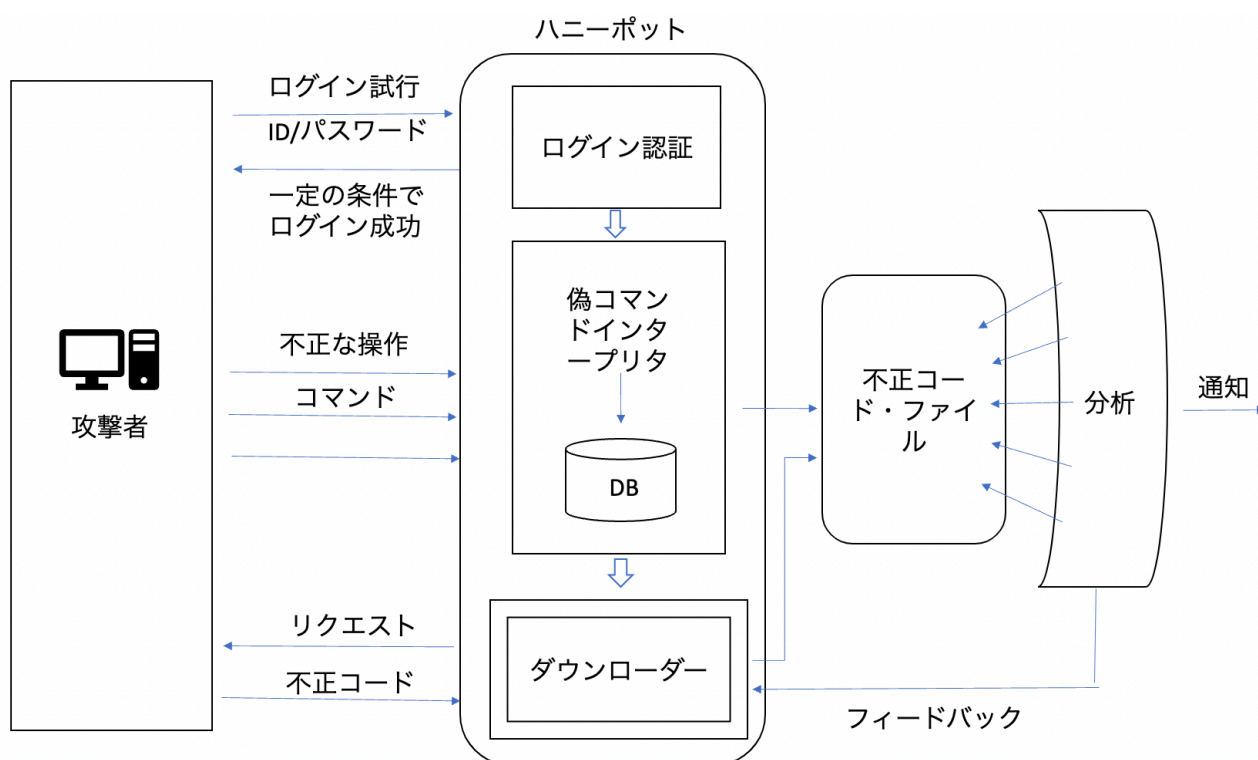 ハニーポット
ログイン試行
ID/パスワード
一定の条件で
ログイン成功
ログイン認証
偽コマン
ドインタ
ープリタ
DB
不正な操作
コマンド
攻撃者
リクエスト
不正コード
ダウンローダー
不正コー
ド・ファイ
ル
分析
通知
フィードバック